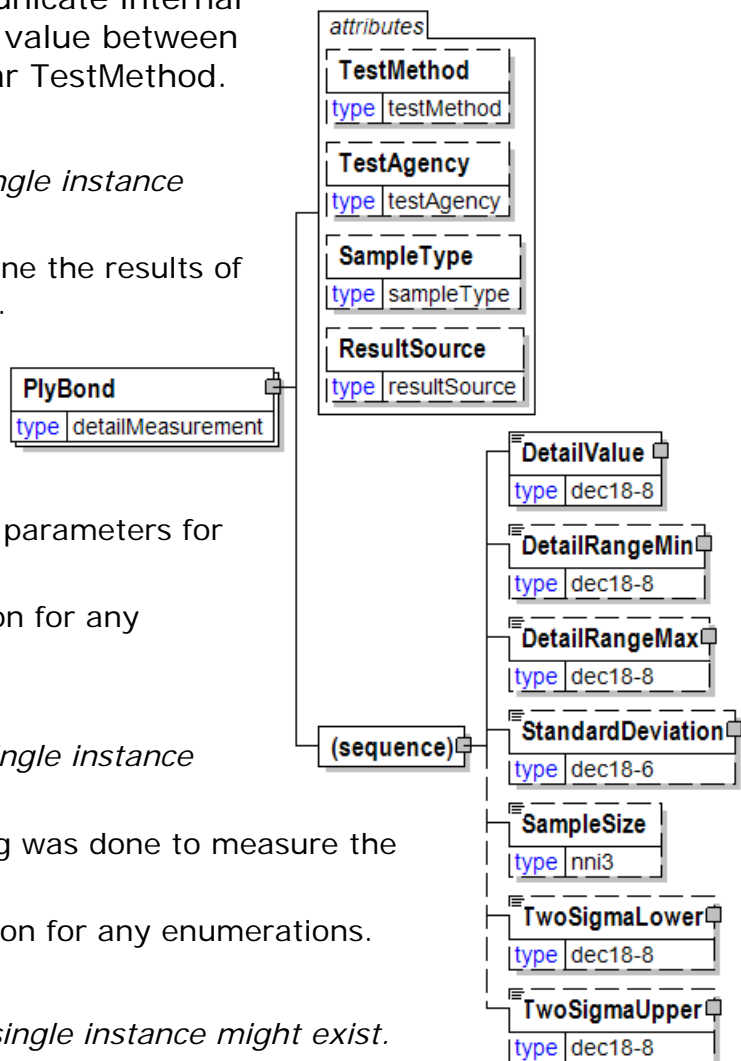 unicate internal
value between
ar TestMethod.
ngle instance
ne the results of
.
parameters for
on for any
ingle instance
g was done to measure the
on for any enumerations.
single instance might exist.
PlyBond
type detailMeasurement
attributes
TestMethod
type testMethod
TestAgency
type testAgency
SampleType
type sampleType
ResultSource
type resultSource
(sequence)
DetailValue
type dec18-8
DetailRangeMin
type dec18-8
DetailRangeMax
type dec18-8
StandardDeviation
type dec18-6
SampleSize
type nni3
TwoSigmaLower
type dec18-8
TwoSigmaUpper
type dec18-8